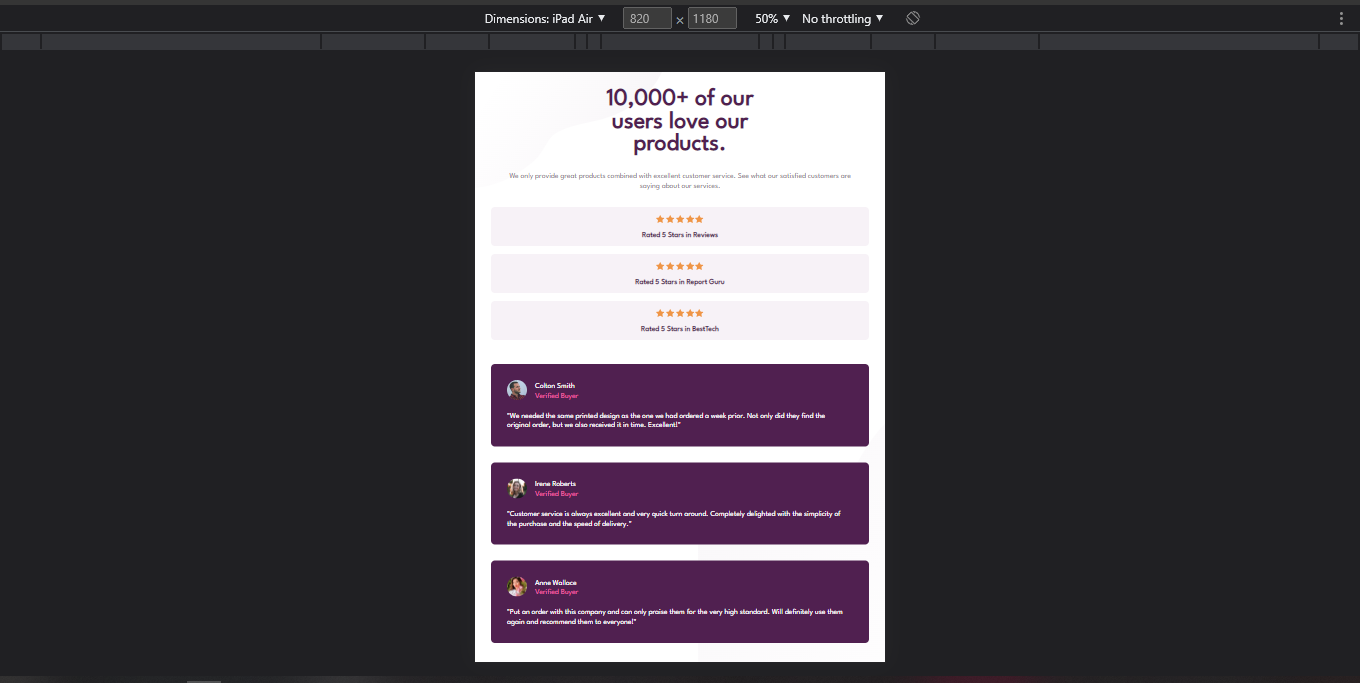 Dimensions: iPad Air ▼ 820 × 1180 50% ▼ No throttling ▼
10,000+ of our
users love our
products.
We only provide great products combined with excellent customer service. See what our satisfied customers are
saying about our services.
Rated 5 Stars in Reviews
Rated 5 Stars in Report Guru
Rated 5 Stars in BestTech
Colton Smith
Verified Buyer
"We needed the same printed design as the one we had ordered a week prior. Not only did they find the
original order, but we also received it in time. Excellent!"
Irene Roberts
Verified Buyer
"Customer service is always excellent and very quick turn around. Completely delighted with the simplicity of
the purchase and the speed of delivery."
Anne Wallace
Verified Buyer
"Put an order with this company and can only praise them for the very high standard. Will definitely use them
again and recommend them to everyone!"